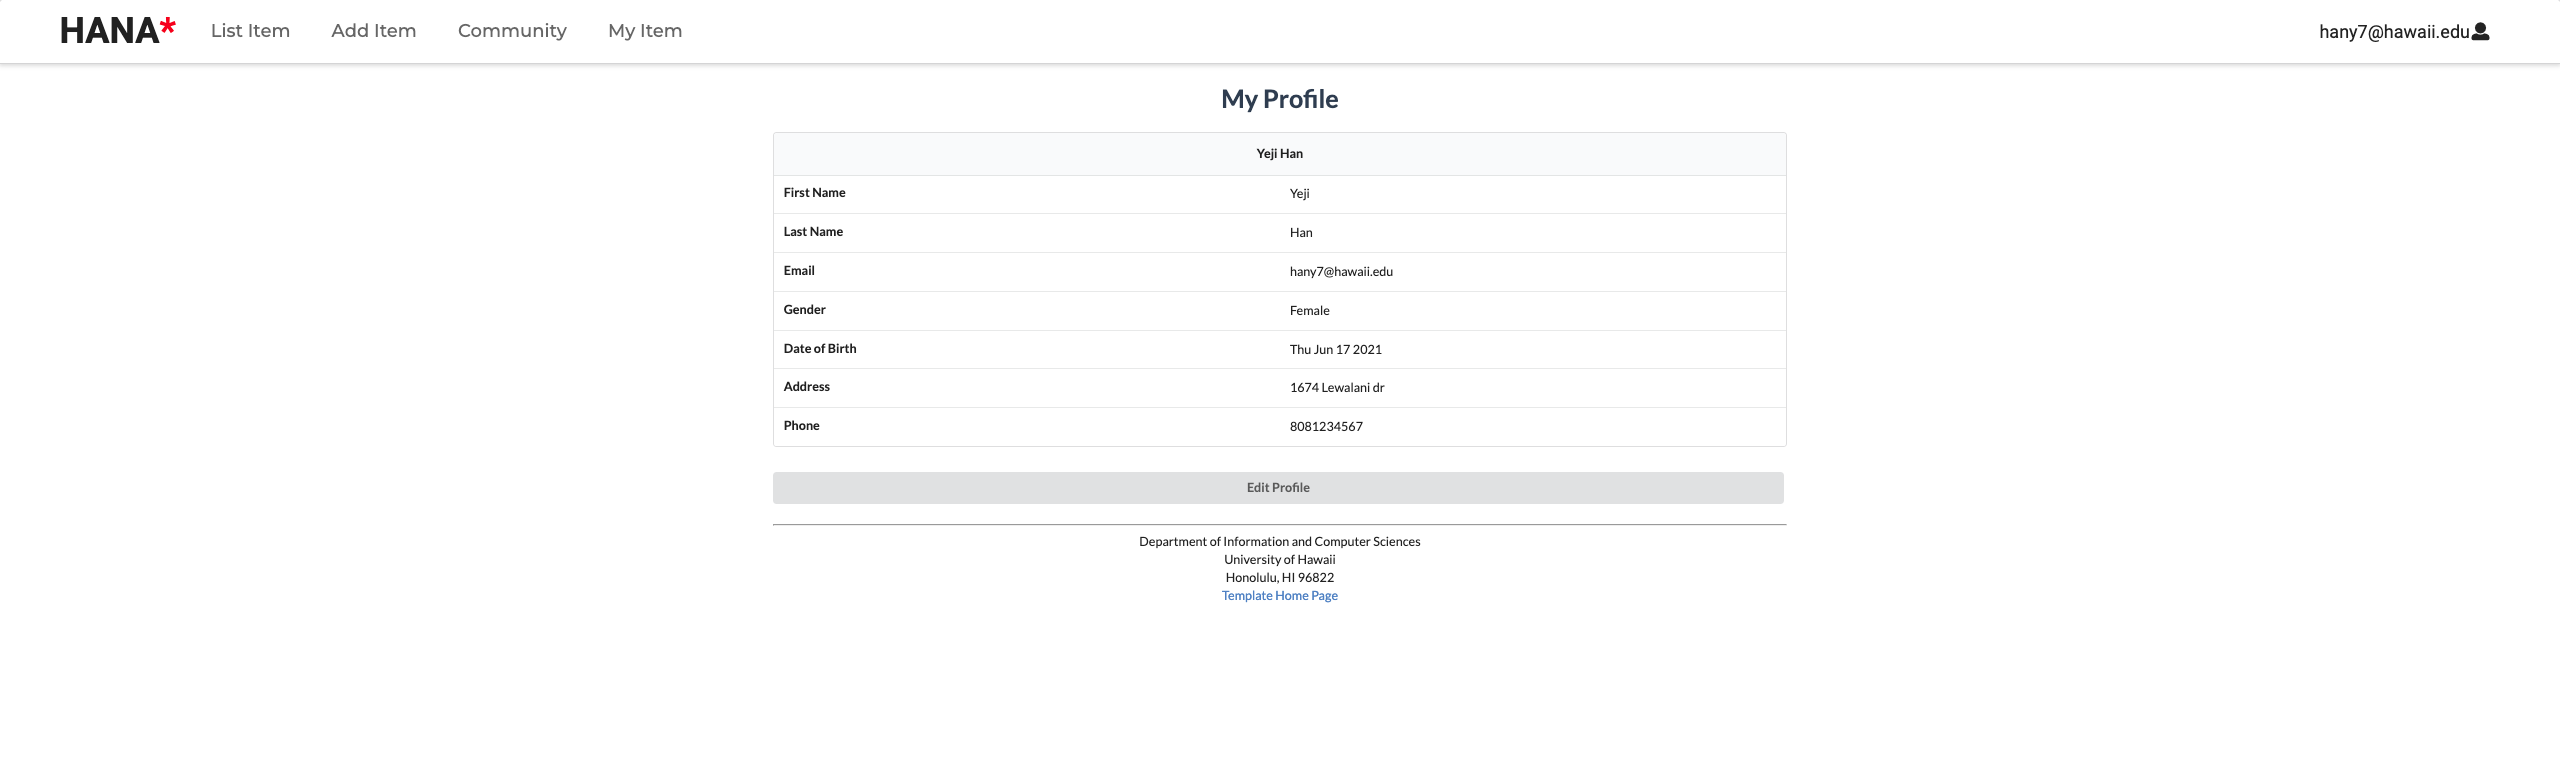 HANA* List Item Add Item Community My Item hany7@hawaii.edu
My Profile
Yeji Han
First Name Yeji
Last Name Han
Email hany7@hawaii.edu
Gender Female
Date of Birth Thu Jun 17 2021
Address 1674 Lewalani dr
Phone 8081234567
Edit Profile
Department of Information and Computer Sciences
University of Hawaii
Honolulu, HI 96822
Template Home Page